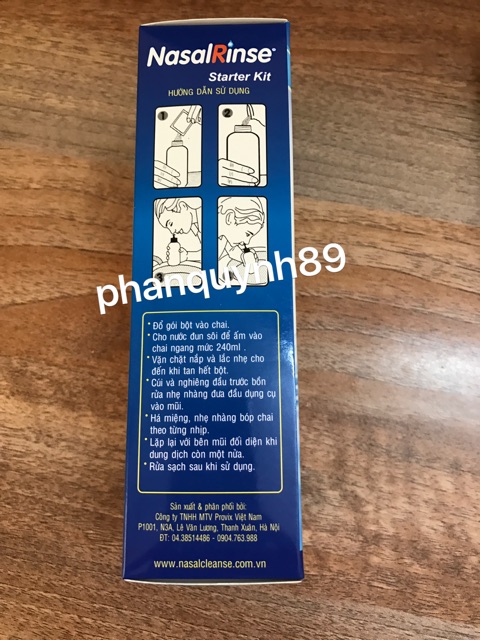 NasalRinse®
Starter Kit
HƯỚNG DẪN SỬ DỤNG
1
2
3
phanquynh89
* Đổ gói bột vào chai.
* Cho nước đun sôi để ấm vào
chai ngang mức 240ml .
* Vặn chặt nắp và lắc nhẹ cho
đến khi tan hết bột.
* Cúi và nghiêng đầu trước bồn
rửa nhẹ nhàng đưa đầu dụng cụ
vào mũi.
* Há miệng, nhẹ nhàng bóp chai
theo từng nhịp.
* Lặp lại với bên mũi đối diện khi
dung dịch còn một nửa.
* Rửa sạch sau khi sử dụng.
Sản xuất & phân phối bởi:
Công ty TNHH MTV Provix Việt Nam
P1001, N3A, Lê Văn Lương, Thanh Xuân, Hà Nội
ĐT: 04.38514486 - 0904.763.988
www.nasalcleanse.com.vn